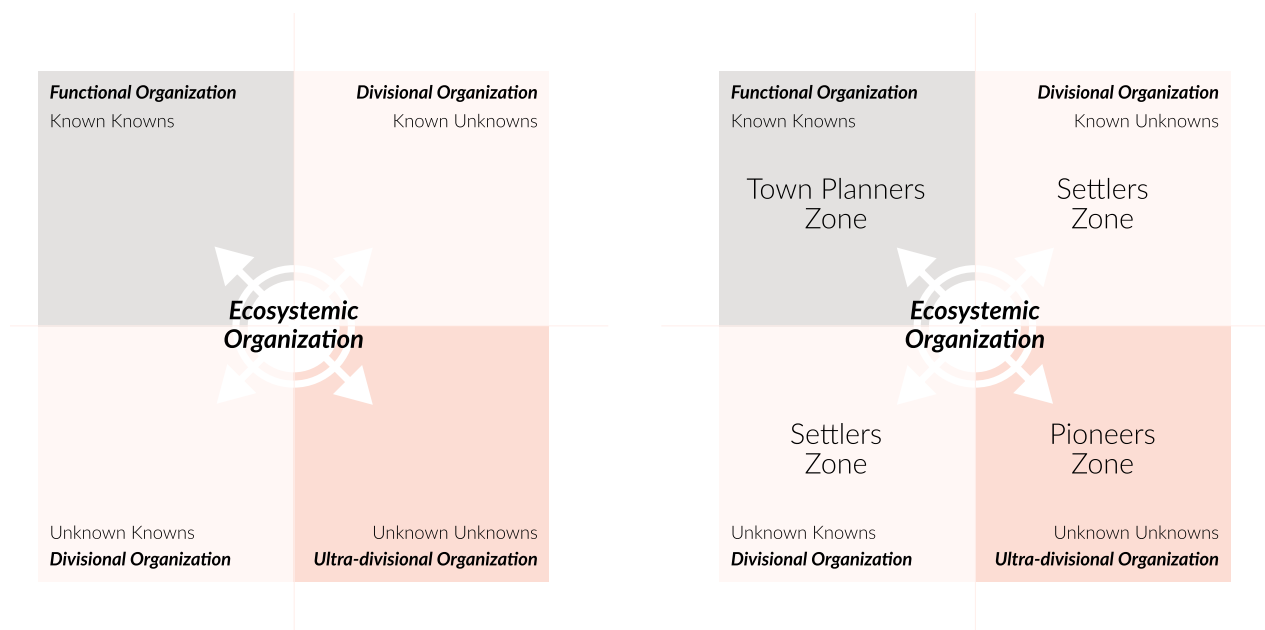 Functional Organization
Known Knowns
Divisional Organization
Known Unknowns
Ecosystemic
Organization
Unknown Knowns
Divisional Organization
Unknown Unknowns
Ultra-divisional Organization
Functional Organization
Known Knowns
Divisional Organization
Known Unknowns
Town Planners
Zone
Settlers
Zone
Ecosystemic
Organization
Settlers
Zone
Pioneers
Zone
Unknown Knowns
Divisional Organization
Unknown Unknowns
Ultra-divisional Organization